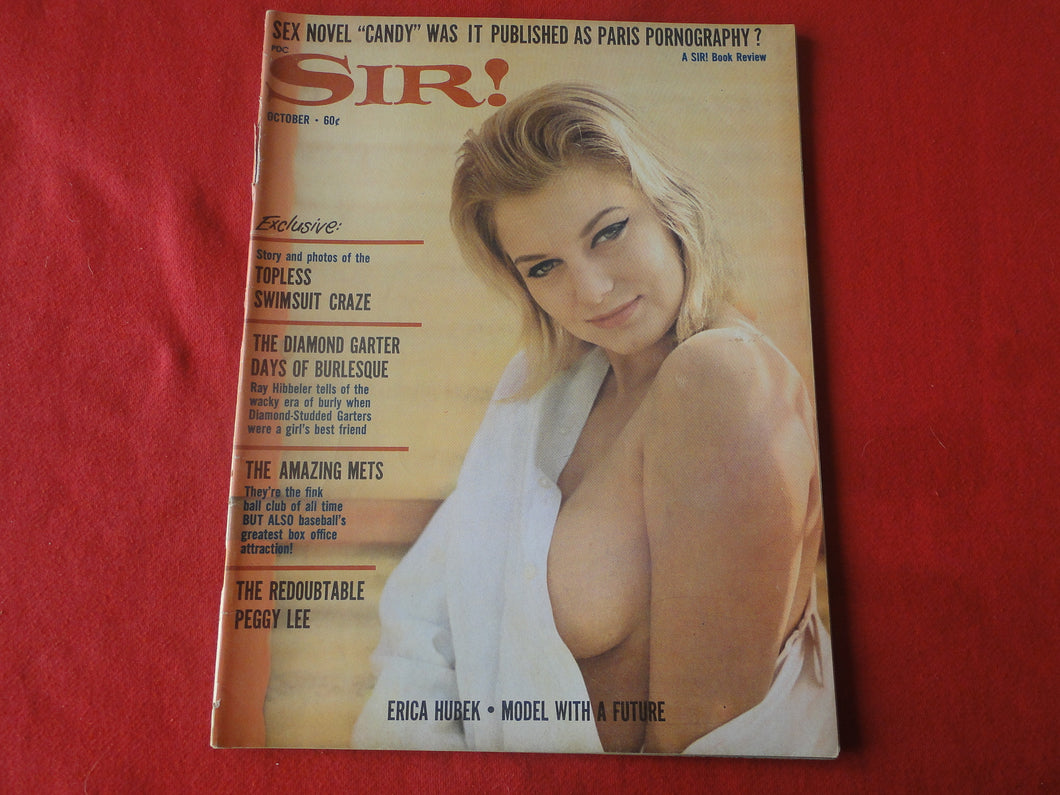 SEX NOVEL "CANDY" WAS IT PUBLISHED AS PARIS PORNOGRAPHY?
A SIR! Book Review
PDC
SIR!
OCTOBER • 60¢
Exclusive:
Story and photos of the
TOPLESS
SWIMSUIT CRAZE
THE DIAMOND GARTER
DAYS OF BURLESQUE
Ray Hibbeler tells of the
wacky era of burly when
Diamond-Studded Garters
were a girl's best friend
THE AMAZING METS
They're the fink
ball club of all time
BUT ALSO baseball's
greatest box office
attraction!
THE REDOUBTABLE
PEGGY LEE
ERICA HUBEK • MODEL WITH A FUTURE